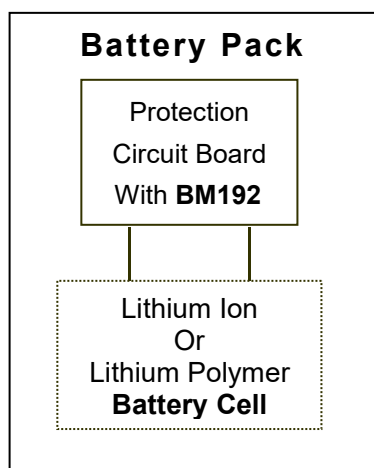 Battery Pack
Protection
Circuit Board
With BM192
Lithium Ion
Or
Lithium Polymer
Battery Cell